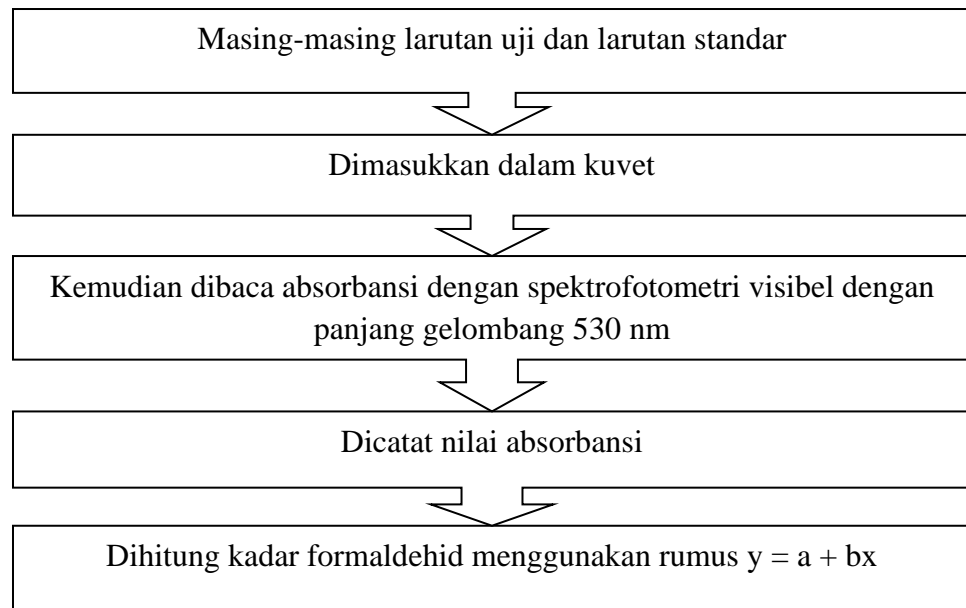 Masing-masing larutan uji dan larutan standar
Dimasukkan dalam kuvet
Kemudian dibaca absorbansi dengan spektrofotometri visibel dengan
panjang gelombang 530 nm
Dicatat nilai absorbansi
Dihitung kadar formaldehid menggunakan rumus y = a + bx